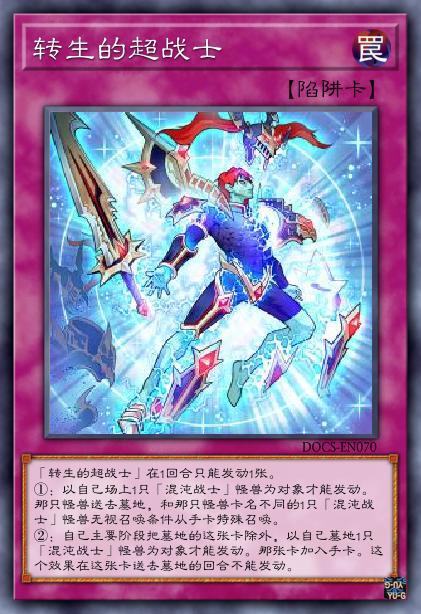 转生的超战士
罠
【陷阱卡】
DOCS-EN070
「转生的超战士」在1回合只能发动1张。
①：以自己场上1只「混沌战士」怪兽为对象才能发动。
那只怪兽送去墓地，和那只怪兽卡名不同的1只「混沌战
士」怪兽无视召唤条件从手卡特殊召唤。
②：自己主要阶段把墓地的这张卡除外，以自己墓地1只
「混沌战士」怪兽为对象才能发动。那张卡加入手卡。这
个效果在这张卡送去墓地的回合不能发动。